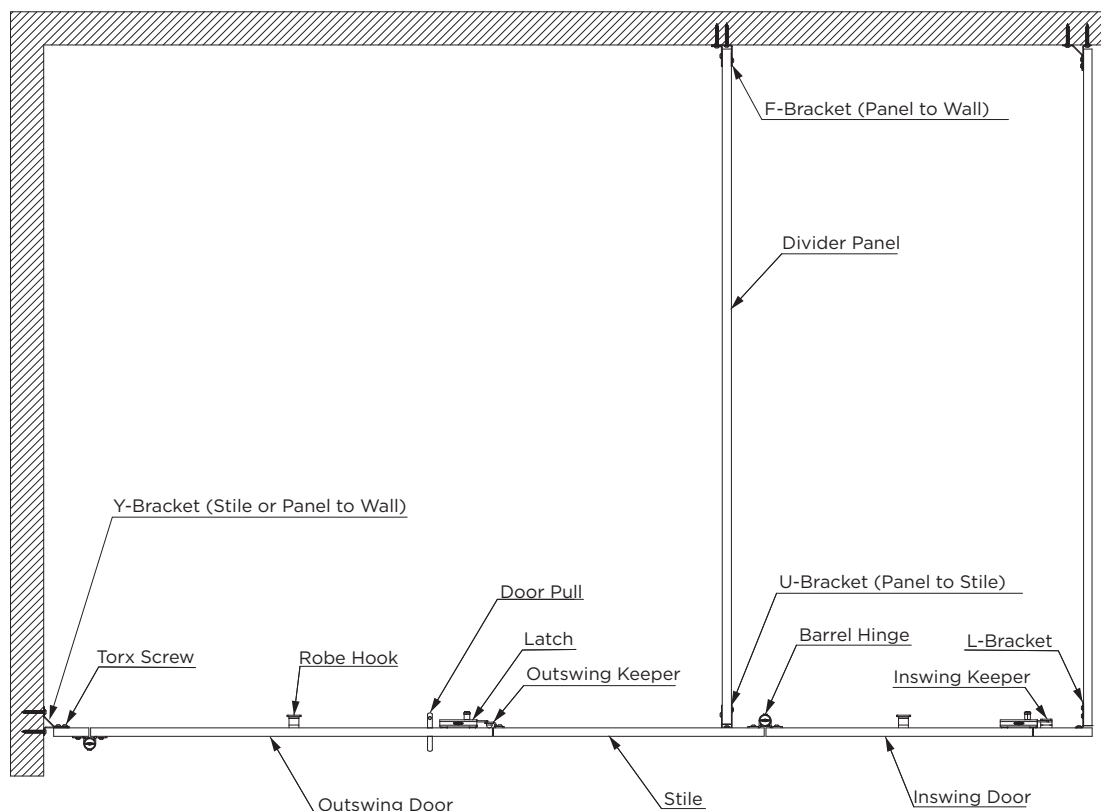 F-Bracket (Panel to Wall)
Divider Panel
Y-Bracket (Stile or Panel to Wall)
U-Bracket (Panel to Stile)
Door Pull
Barrel Hinge
L-Bracket
Latch
Torx Screw
Robe Hook
Outswing Keeper
Inswing Keeper
Outswing Door
Stile
Inswing Door